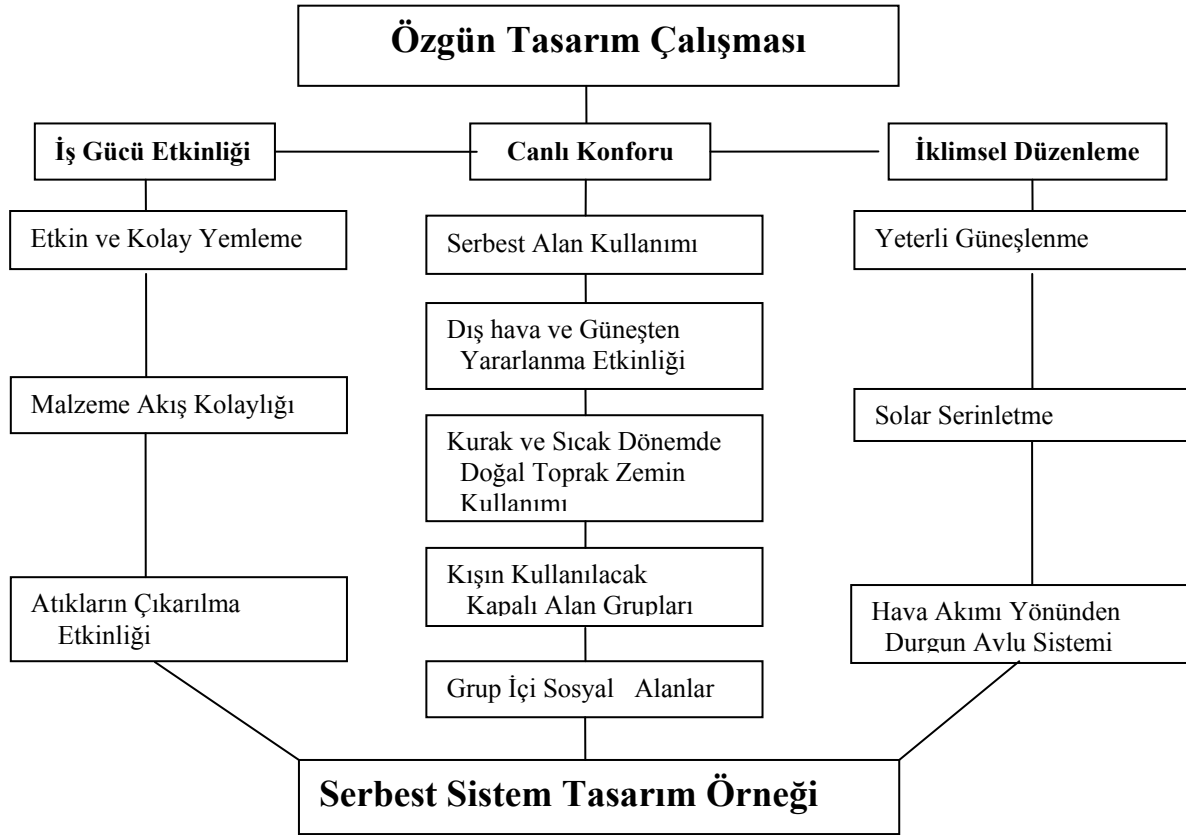 Özgün Tasarım Çalışması
İş Gücü Etkinliği
Canlı Konforu
İklimsel Düzenleme
Etkin ve Kolay Yemleme
Malzeme Akış Kolaylığı
Atıkların Çıkarılma
Etkinliği
Serbest Alan Kullanımı
Dış hava ve Güneşten
Yararlanma Etkinliği
Kurak ve Sıcak Dönemde
Doğal Toprak Zemin
Kullanımı
Kışın Kullanılacak
Kapalı Alan Grupları
Grup İçi Sosyal Alanlar
Yeterli Güneşlenme
Solar Serinletme
Hava Akımı Yönünden
Durgun Avlu Sistemi
Serbest Sistem Tasarım Örneği